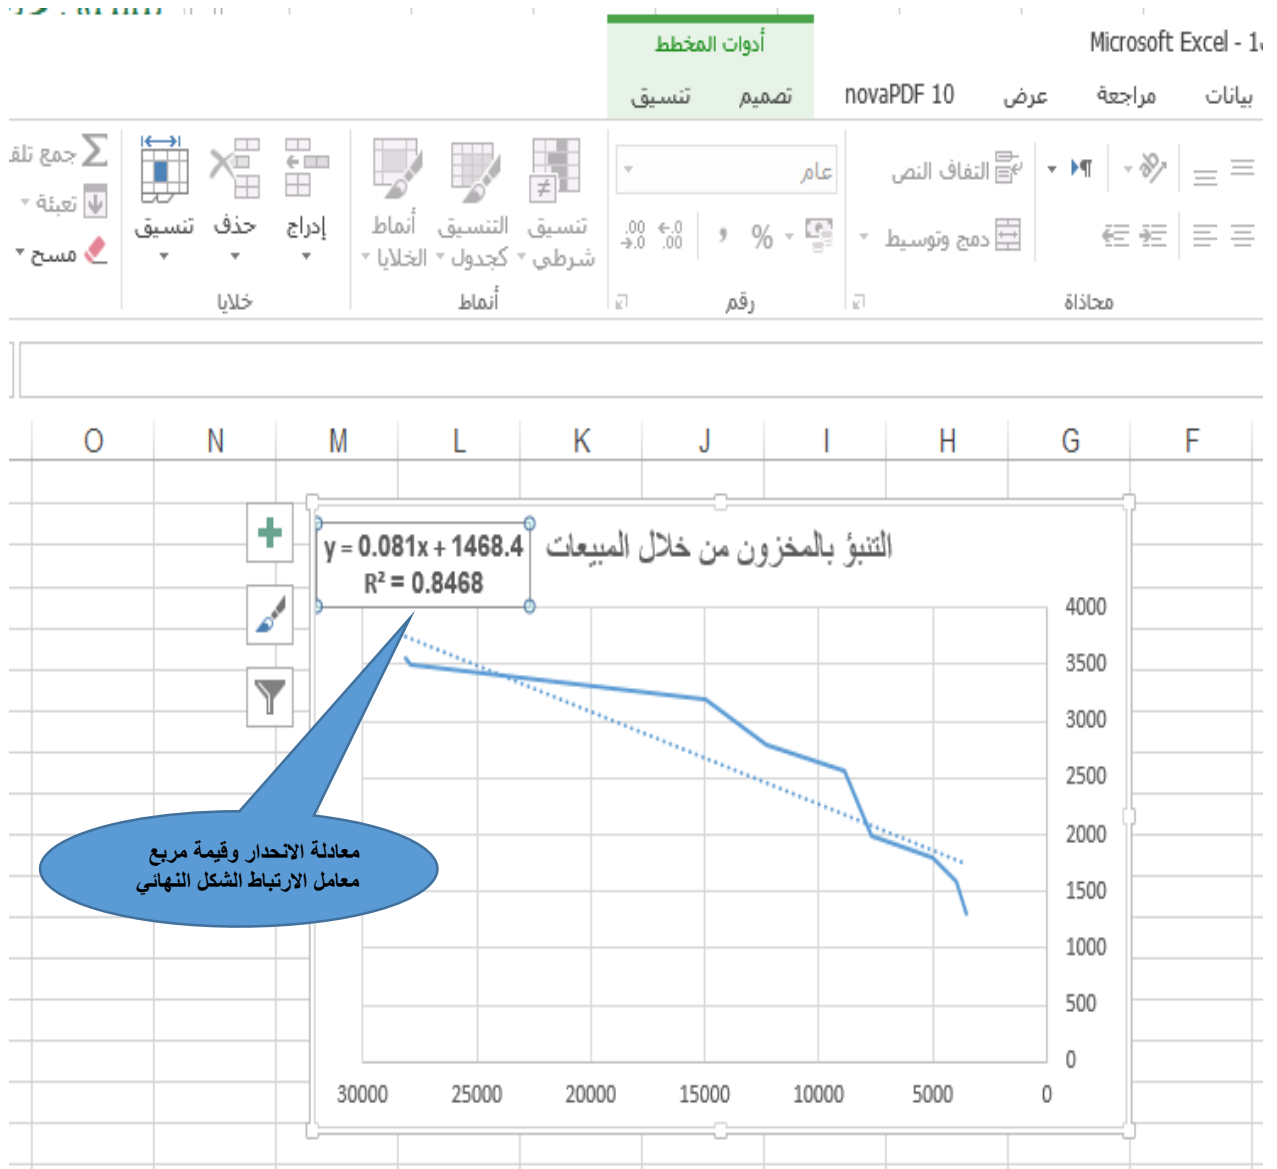 Microsoft Excel - 1
أدوات المخطط
بيانات
مراجعة
عرض
novaPDF 10
تصميم
تنسيق
التفاف النص
دمج وتوسيط
محاذاة
عام
%
رقم
تنسيق شرطي
التنسيق كجدول
أنماط الخلايا
أنماط
إدراج
حذف
تنسيق
خلايا
جمع
تعبئة
مسح
F G H I J K L M N O
التنبؤ بالمخزون من خلال المبيعات
y = 0.081x + 1468.4
R² = 0.8468
4000
3500
3000
2500
2000
1500
1000
500
0
30000 25000 20000 15000 10000 5000 0
معادلة الانحدار وقيمة مربع
معامل الارتباط الشكل النهائي